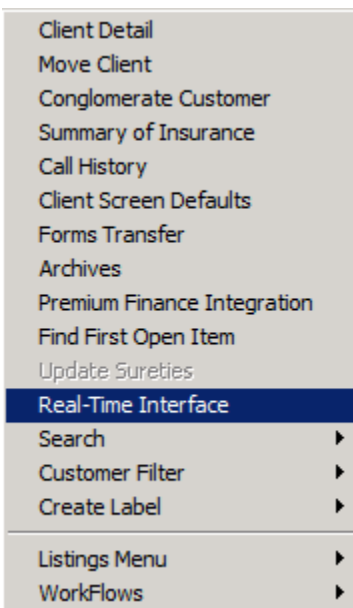 Client Detail
Move Client
Conglomerate Customer
Summary of Insurance
Call History
Client Screen Defaults
Forms Transfer
Archives
Premium Finance Integration
Find First Open Item
Update Sureties
Real-Time Interface
Search
Customer Filter
Create Label
Listings Menu
WorkFlows